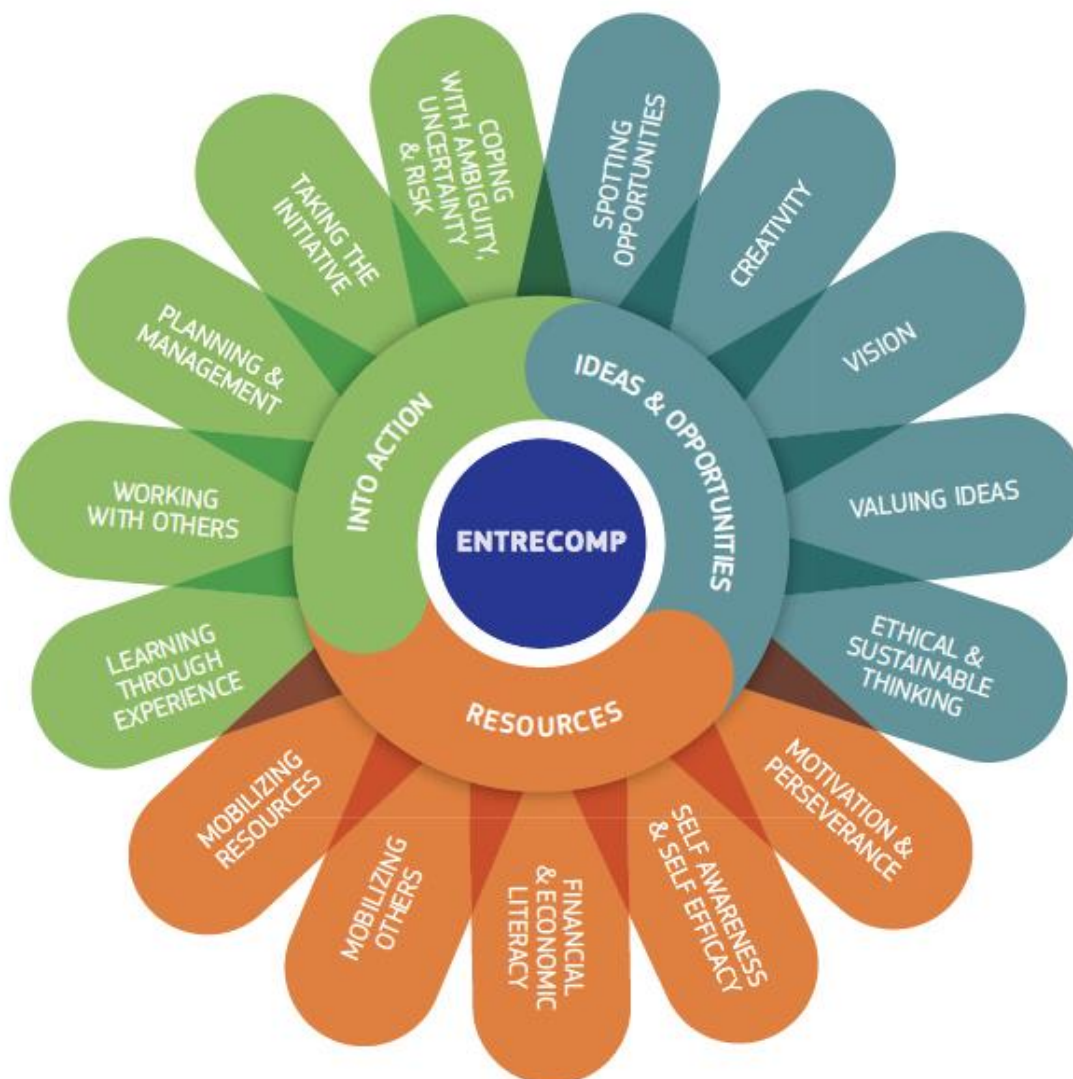 ENTRECOMP
IDEAS & OPPORTUNITIES
SPOTTING
OPPORTUNITIES
CREATIVITY
VISION
VALUING IDEAS
ETHICAL &
SUSTAINABLE
THINKING
RESOURCES
MOTIVATION &
PERSEVERANCE
SELF AWARENESS
& SELF EFFICACY
FINANCIAL
& ECONOMIC
LITERACY
MOBILIZING
OTHERS
MOBILIZING
RESOURCES
INTO ACTION
LEARNING
THROUGH
EXPERIENCE
WORKING
WITH OTHERS
PLANNING &
MANAGEMENT
TAKING THE
INITIATIVE
COPING
WITH AMBIGUITY,
UNCERTAINTY
& RISK